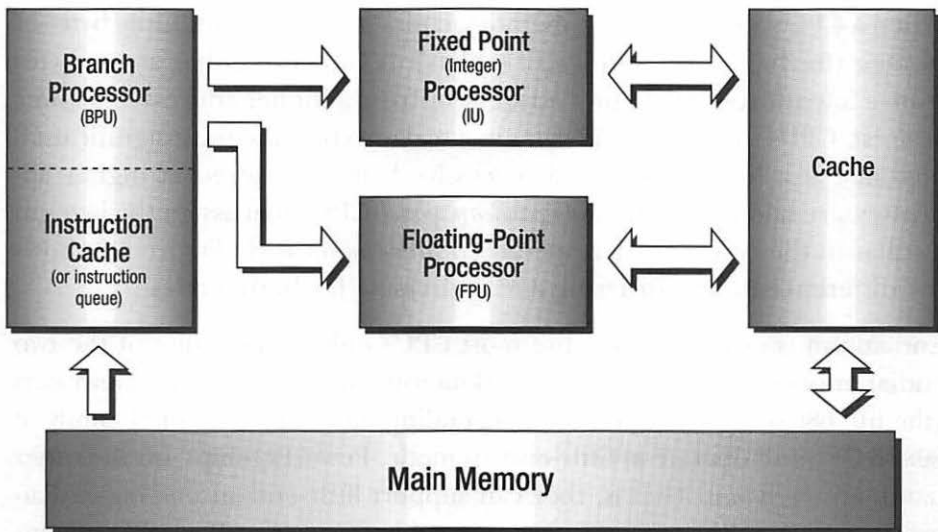 Branch
Processor
(BPU)
Instruction
Cache
(or instruction
queue)
Fixed Point
(Integer)
Processor
(IU)
Floating-Point
Processor
(FPU)
Cache
Main Memory